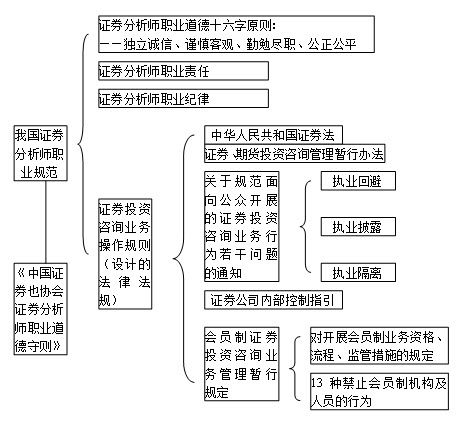 证券分析师职业道德十六字原则：
——独立诚信、谨慎客观、勤勉尽职、公正公平
证券分析师职业责任
证券分析师职业纪律
我国证券
分析师职
业规范
《中国证
券也协会
证券分析
师职业道
德守则》
证券投资
咨询业务
操作规则
（设计的
法律法
规）
中华人民共和国证券法
证券、期货投资咨询管理暂行办法
关于规范面
向公众开展
的证券投资
咨询业务行
为若干问题
的通知
执业回避
执业披露
执业隔离
证券公司内部控制指引
会员制证券
投资咨询业
务管理暂行
规定
对开展会员制业务资格、
流程、监管措施的规定
13 种禁止会员制机构及
人员的行为